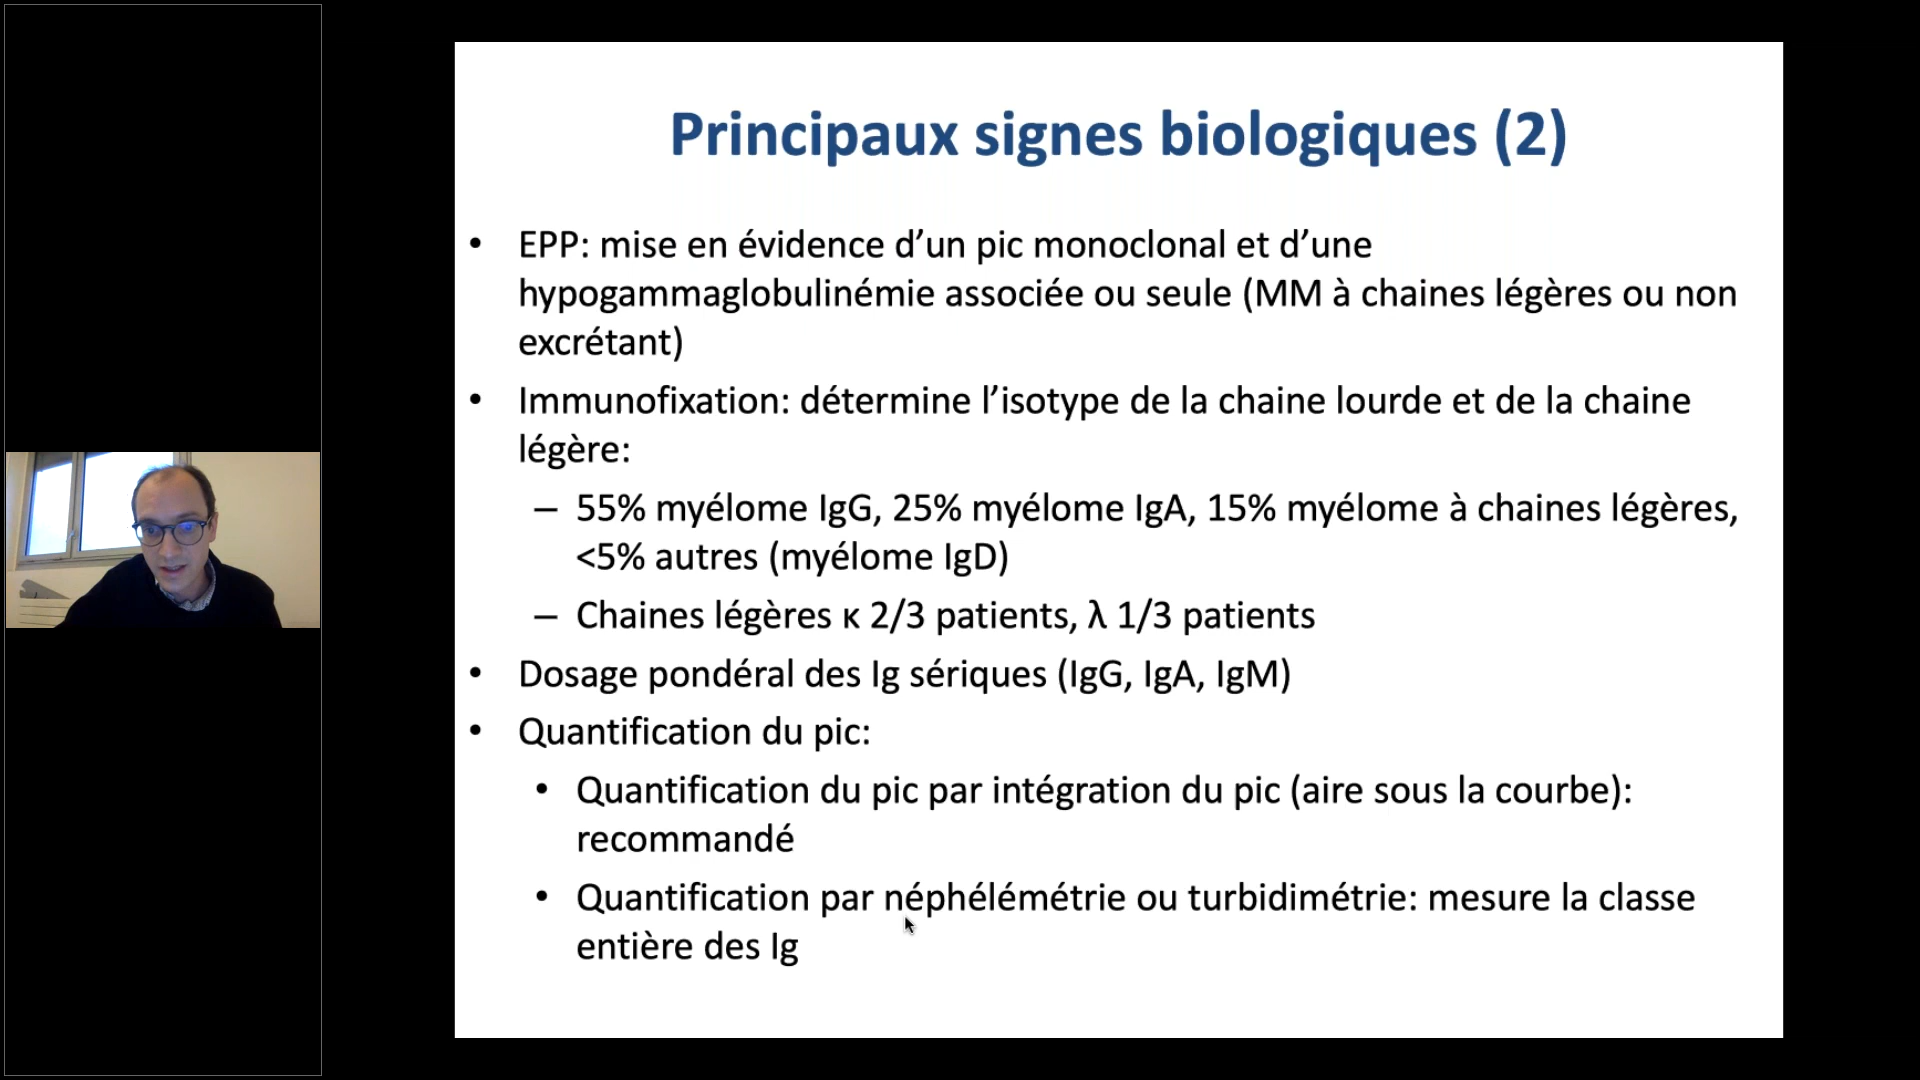 Principaux signes biologiques (2)
• EPP: mise en évidence d’un pic monoclonal et d’une
hypogammaglobulinémie associée ou seule (MM à chaines légères ou non
excrétant)
• Immunofixation: détermine l’isotype de la chaine lourde et de la chaine
légère:
– 55% myélome IgG, 25% myélome IgA, 15% myélome à chaines légères,
<5% autres (myélome IgD)
– Chaines légères κ 2/3 patients, λ 1/3 patients
• Dosage pondéral des Ig sériques (IgG, IgA, IgM)
• Quantification du pic:
• Quantification du pic par intégration du pic (aire sous la courbe):
recommandé
• Quantification par néphélémétrie ou turbidimétrie: mesure la classe
entière des Ig